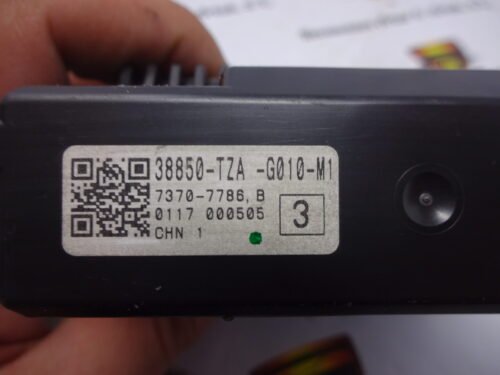 38850-TZA -G010-M1
7370-7786,B
0117 000505
CHN 1
3